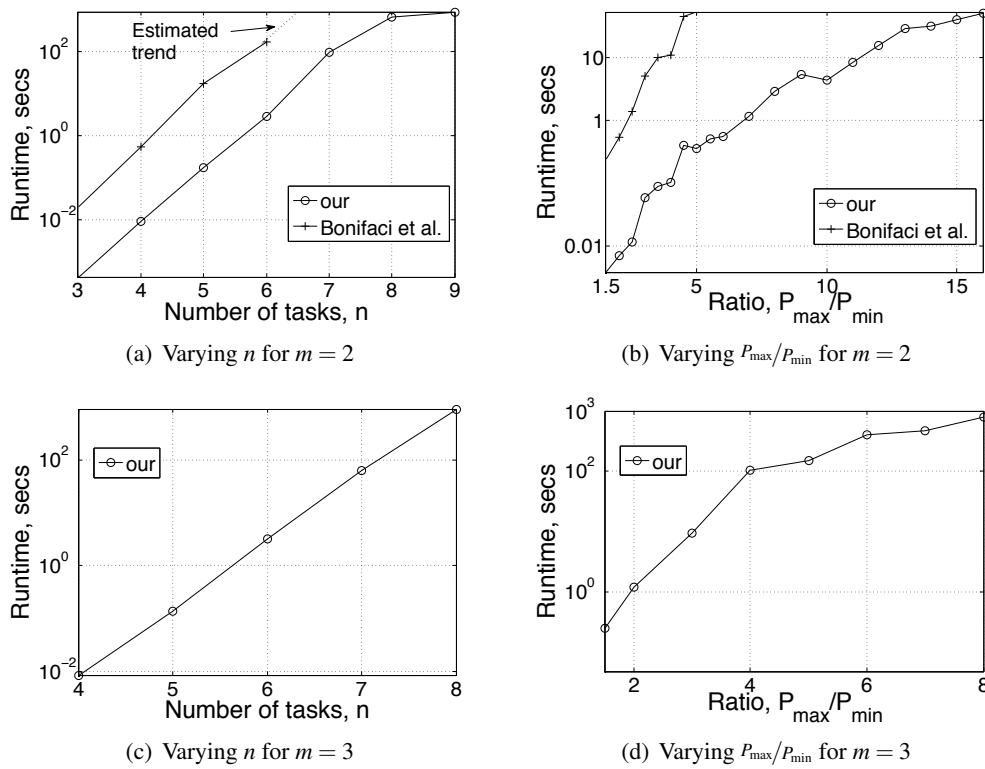 Estimated
trend
10^2
10^0
10^-2
Runtime, secs
our
Bonifaci et al.
3 4 5 6 7 8 9
Number of tasks, n
(a) Varying n for m = 2
10
1
0.01
Runtime, secs
our
Bonifaci et al.
1.5 5 10 15
Ratio, P_max/P_min
(b) Varying P_max/P_min for m = 2
10^2
10^0
10^-2
Runtime, secs
our
4 5 6 7 8
Number of tasks, n
(c) Varying n for m = 3
10^3
10^2
10^0
Runtime, secs
our
2 4 6 8
Ratio, P_max/P_min
(d) Varying P_max/P_min for m = 3